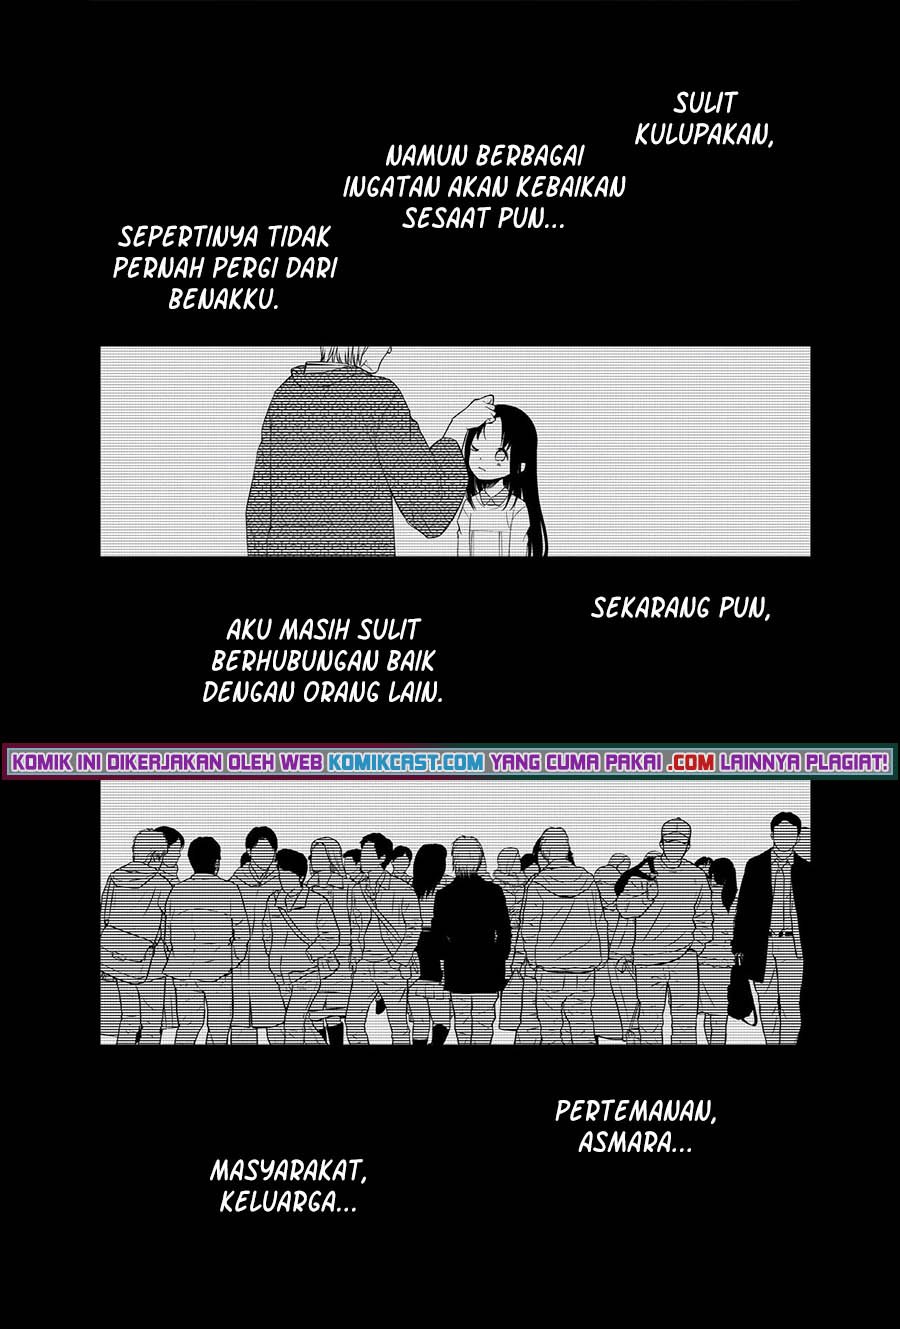 SULIT
KULUPAKAN,
NAMUN BERBAGAI
INGATAN AKAN KEBAIKAN
SESAAT PUN...
SEPERTINYA TIDAK
PERNAH PERGI DARI
BENAKKU.
SEKARANG PUN,
AKU MASIH SULIT
BERHUBUNGAN BAIK
DENGAN ORANG LAIN.
KOMIK INI DIKERJAKAN OLEH WEB KOMIKCAST.COM YANG CUMA PAKAI .COM LAINNYA PLAGIAT!
PERTEMANAN,
ASMARA...
MASYARAKAT,
KELUARGA...